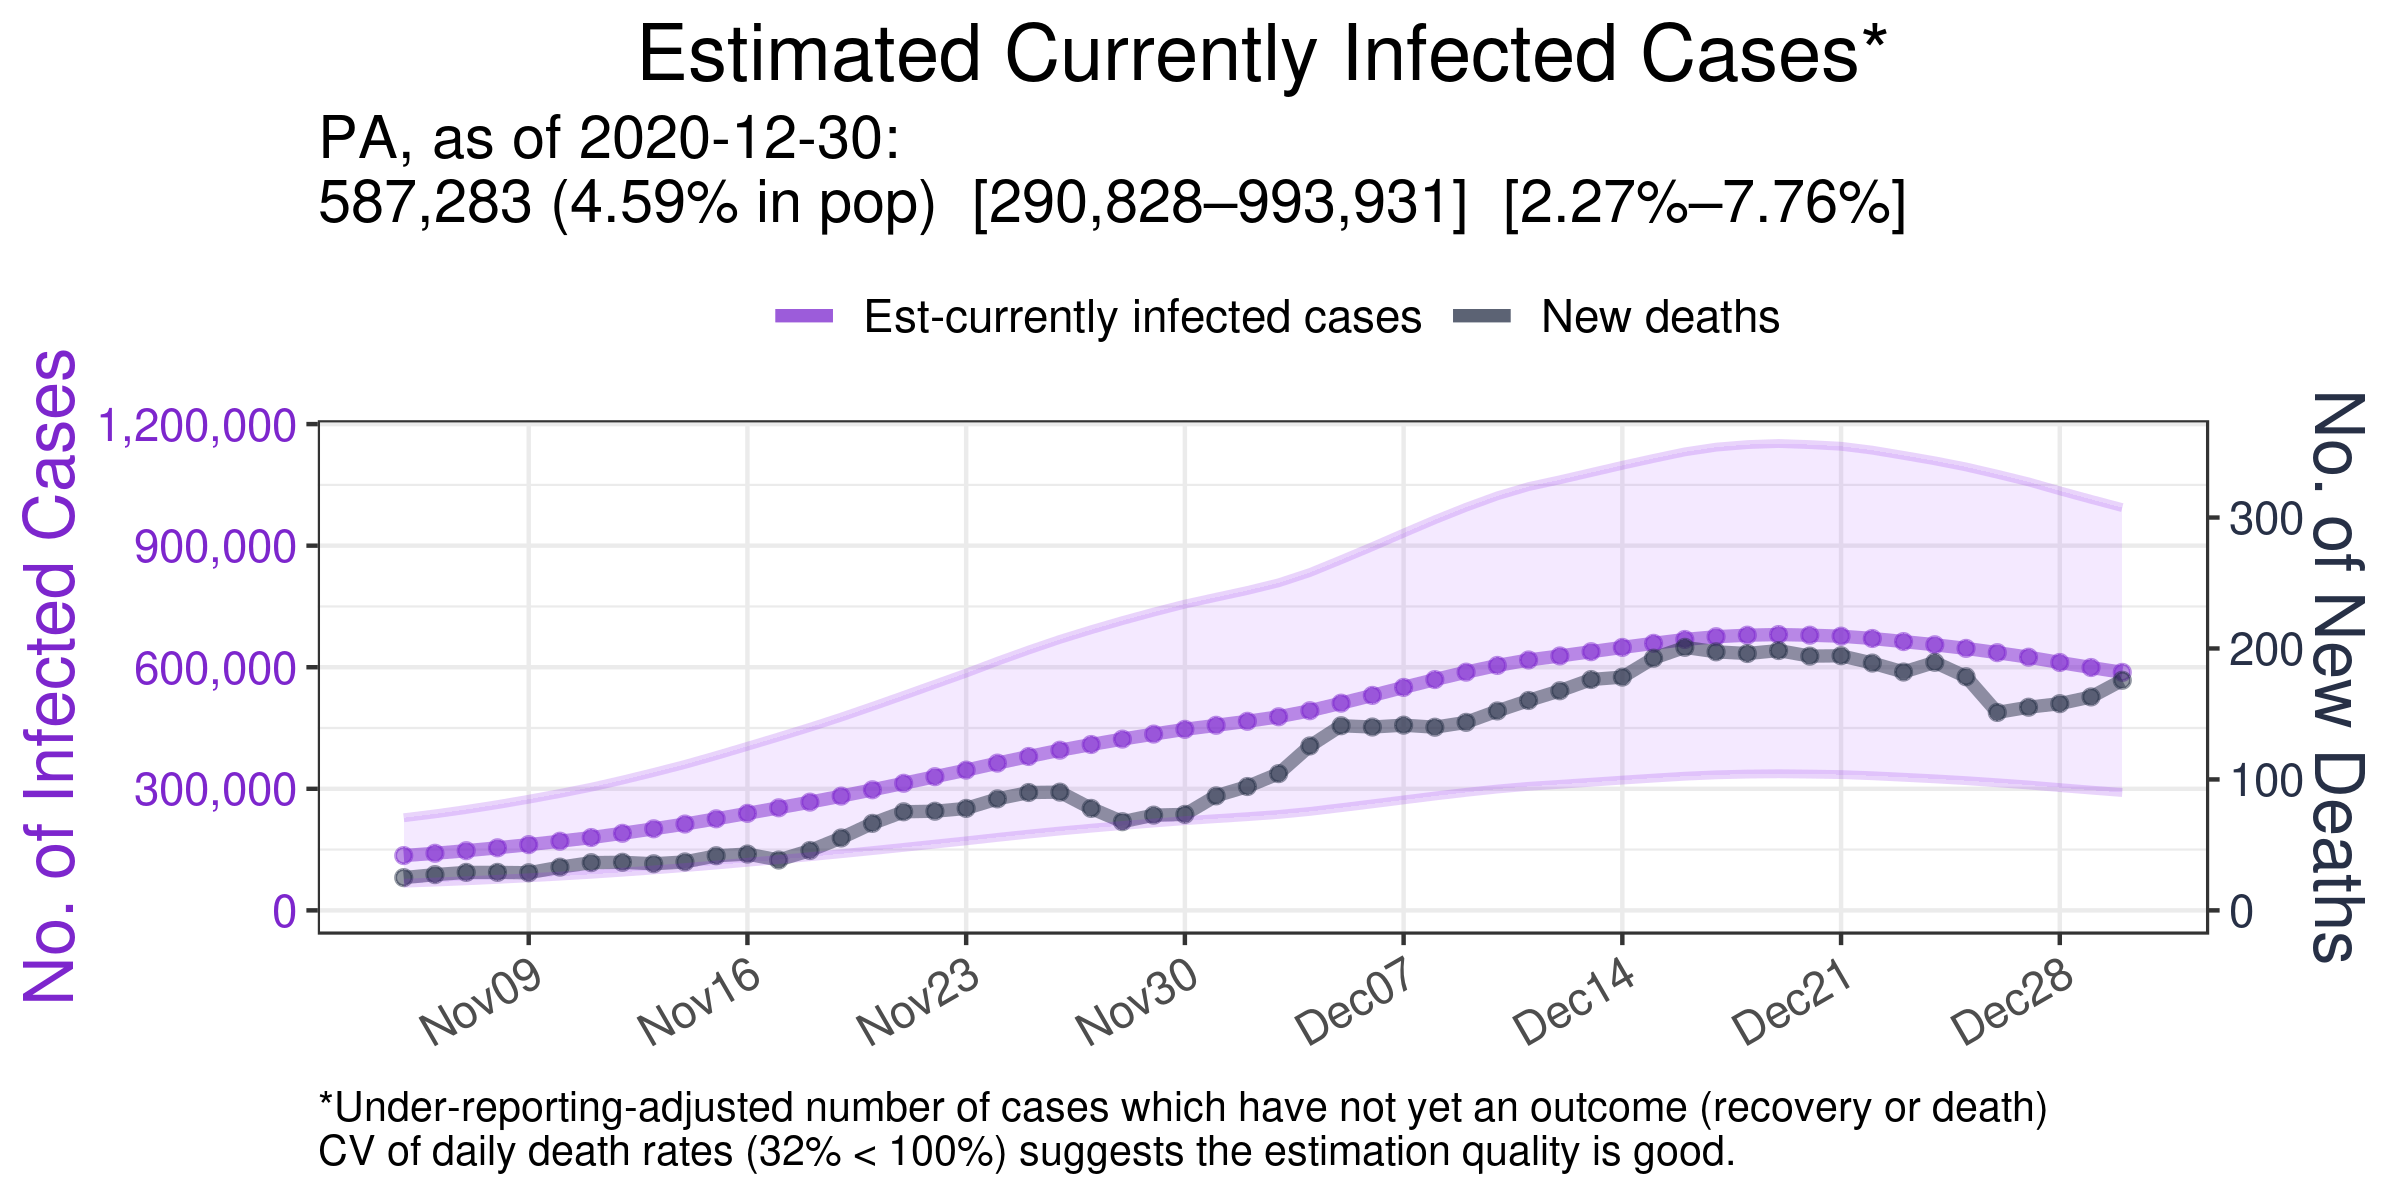 Estimated Currently Infected Cases*
PA, as of 2020-12-30:
587,283 (4.59% in pop)  [290,828–993,931]  [2.27%–7.76%]
Est-currently infected cases
New deaths
No. of Infected Cases
1,200,000
900,000
600,000
300,000
0
No. of New Deaths
300
200
100
0
Nov09
Nov16
Nov23
Nov30
Dec07
Dec14
Dec21
Dec28
*Under-reporting-adjusted number of cases which have not yet an outcome (recovery or death)
CV of daily death rates (32% < 100%) suggests the estimation quality is good.